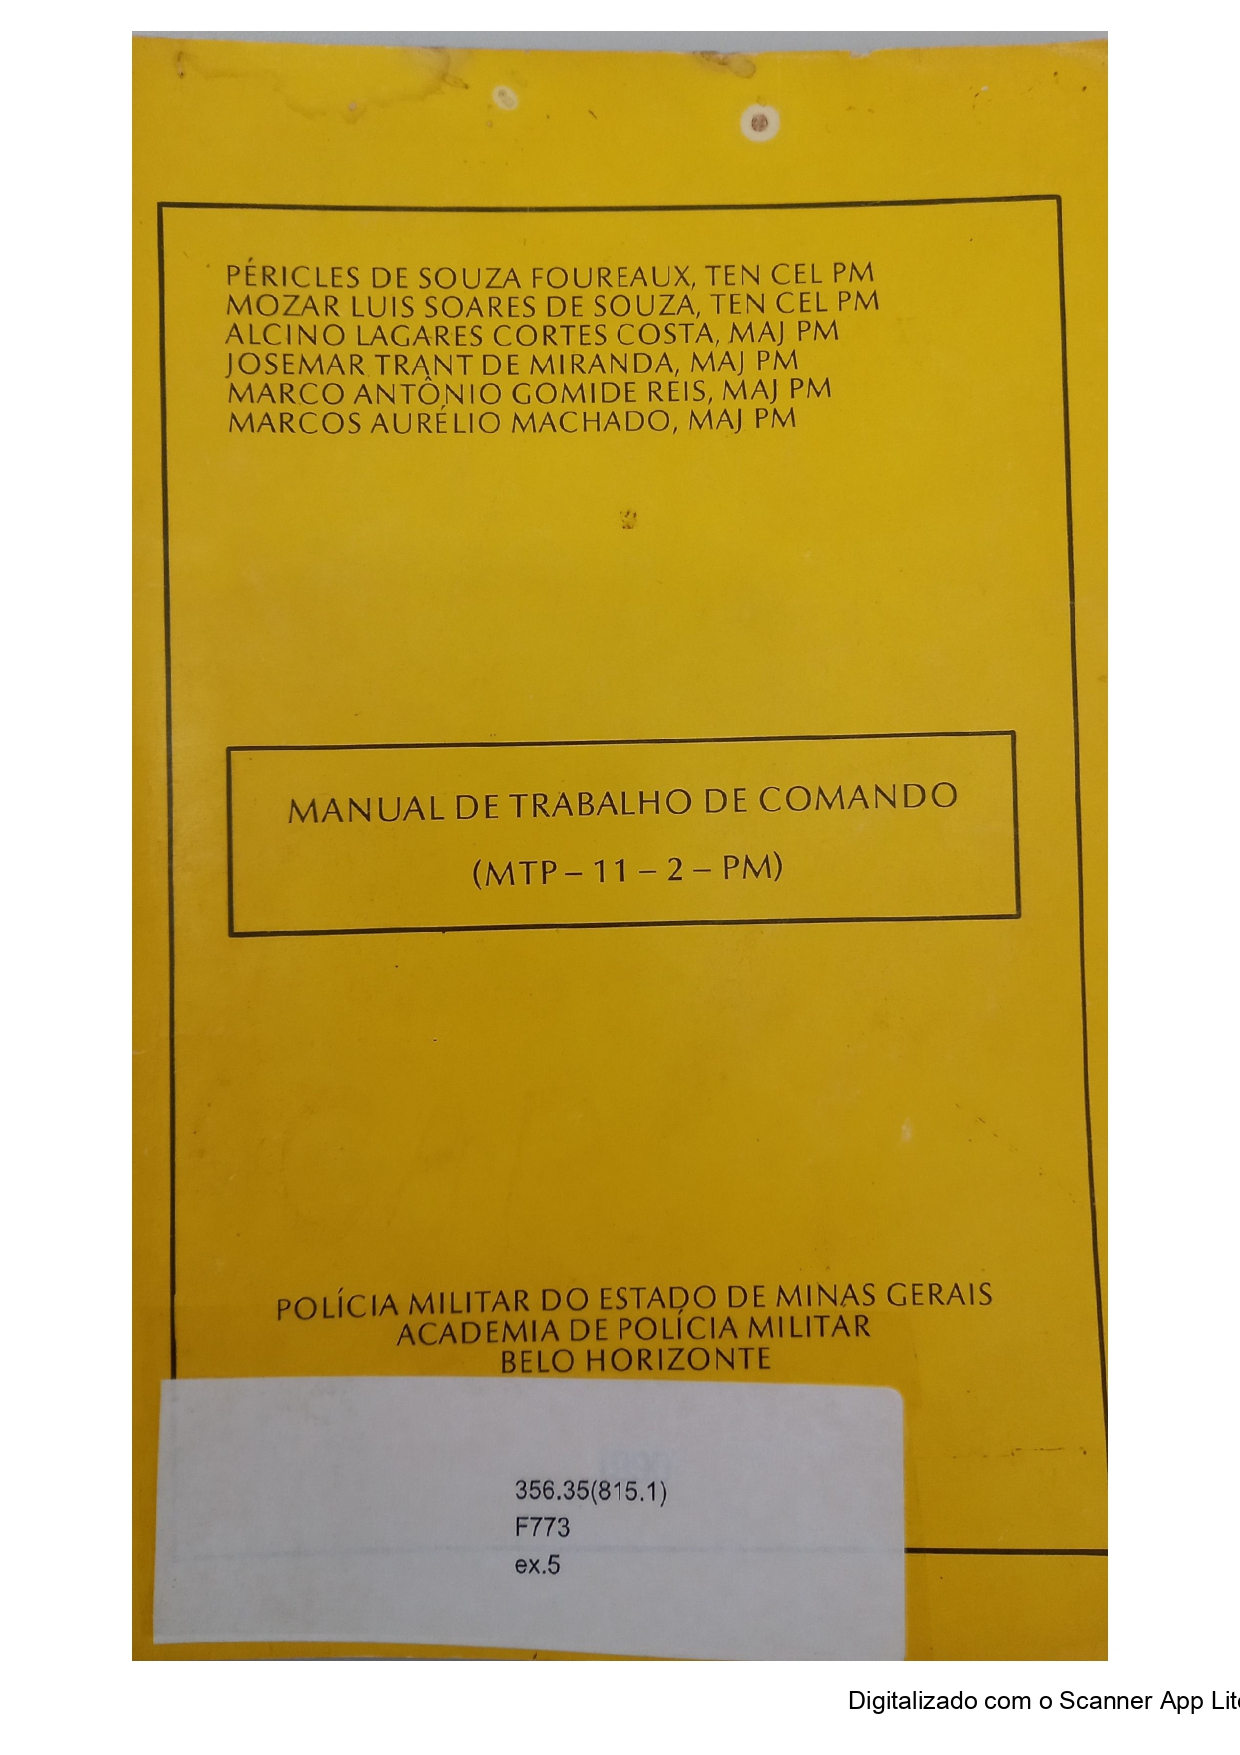 PÉRICLES DE SOUZA FOUREAUX, TEN CEL PM
MOZAR LUIS SOARES DE SOUZA, TEN CEL PM
ALCINO LAGARES CORTES COSTA, MAJ PM
JOSEMAR TRANT DE MIRANDA, MAJ PM
MARCO ANTÔNIO GOMIDE REIS, MAJ PM
MARCOS AURÉLIO MACHADO, MAJ PM
MANUAL DE TRABALHO DE COMANDO
(MTP – 11 – 2 – PM)
POLÍCIA MILITAR DO ESTADO DE MINAS GERAIS
ACADEMIA DE POLÍCIA MILITAR
BELO HORIZONTE
356.35(815.1)
F773
ex.5
Digitalizado com o Scanner App Lite